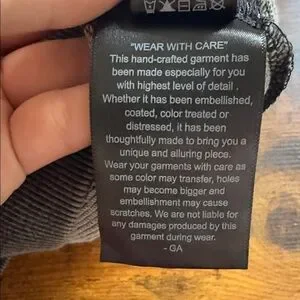 "WEAR WITH CARE"
This hand-crafted garment has
been made especially for you
with highest level of detail .
Whether it has been embellished,
coated, color treated or
distressed, it has been
thoughtfully made to bring you a
unique and alluring piece.
Wear your garments with care as
some color may transfer, holes
may become bigger and
embellishment may cause
scratches. We are not liable for
any damages produced by this
garment during wear.
- GA